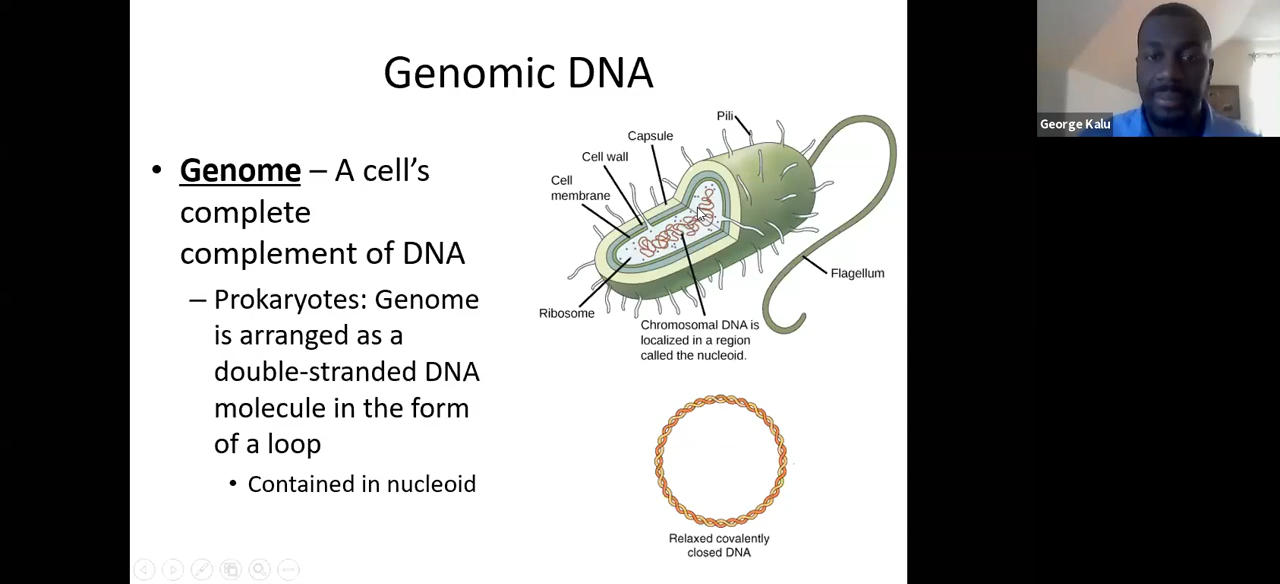 Genomic DNA
• Genome – A cell’s
complete
complement of DNA
– Prokaryotes: Genome
is arranged as a
double-stranded DNA
molecule in the form
of a loop
• Contained in nucleoid
Pili
Capsule
Cell wall
Cell
membrane
Ribosome
Flagellum
Chromosomal DNA is
localized in a region
called the nucleoid.
Relaxed covalently
closed DNA
George Kalu